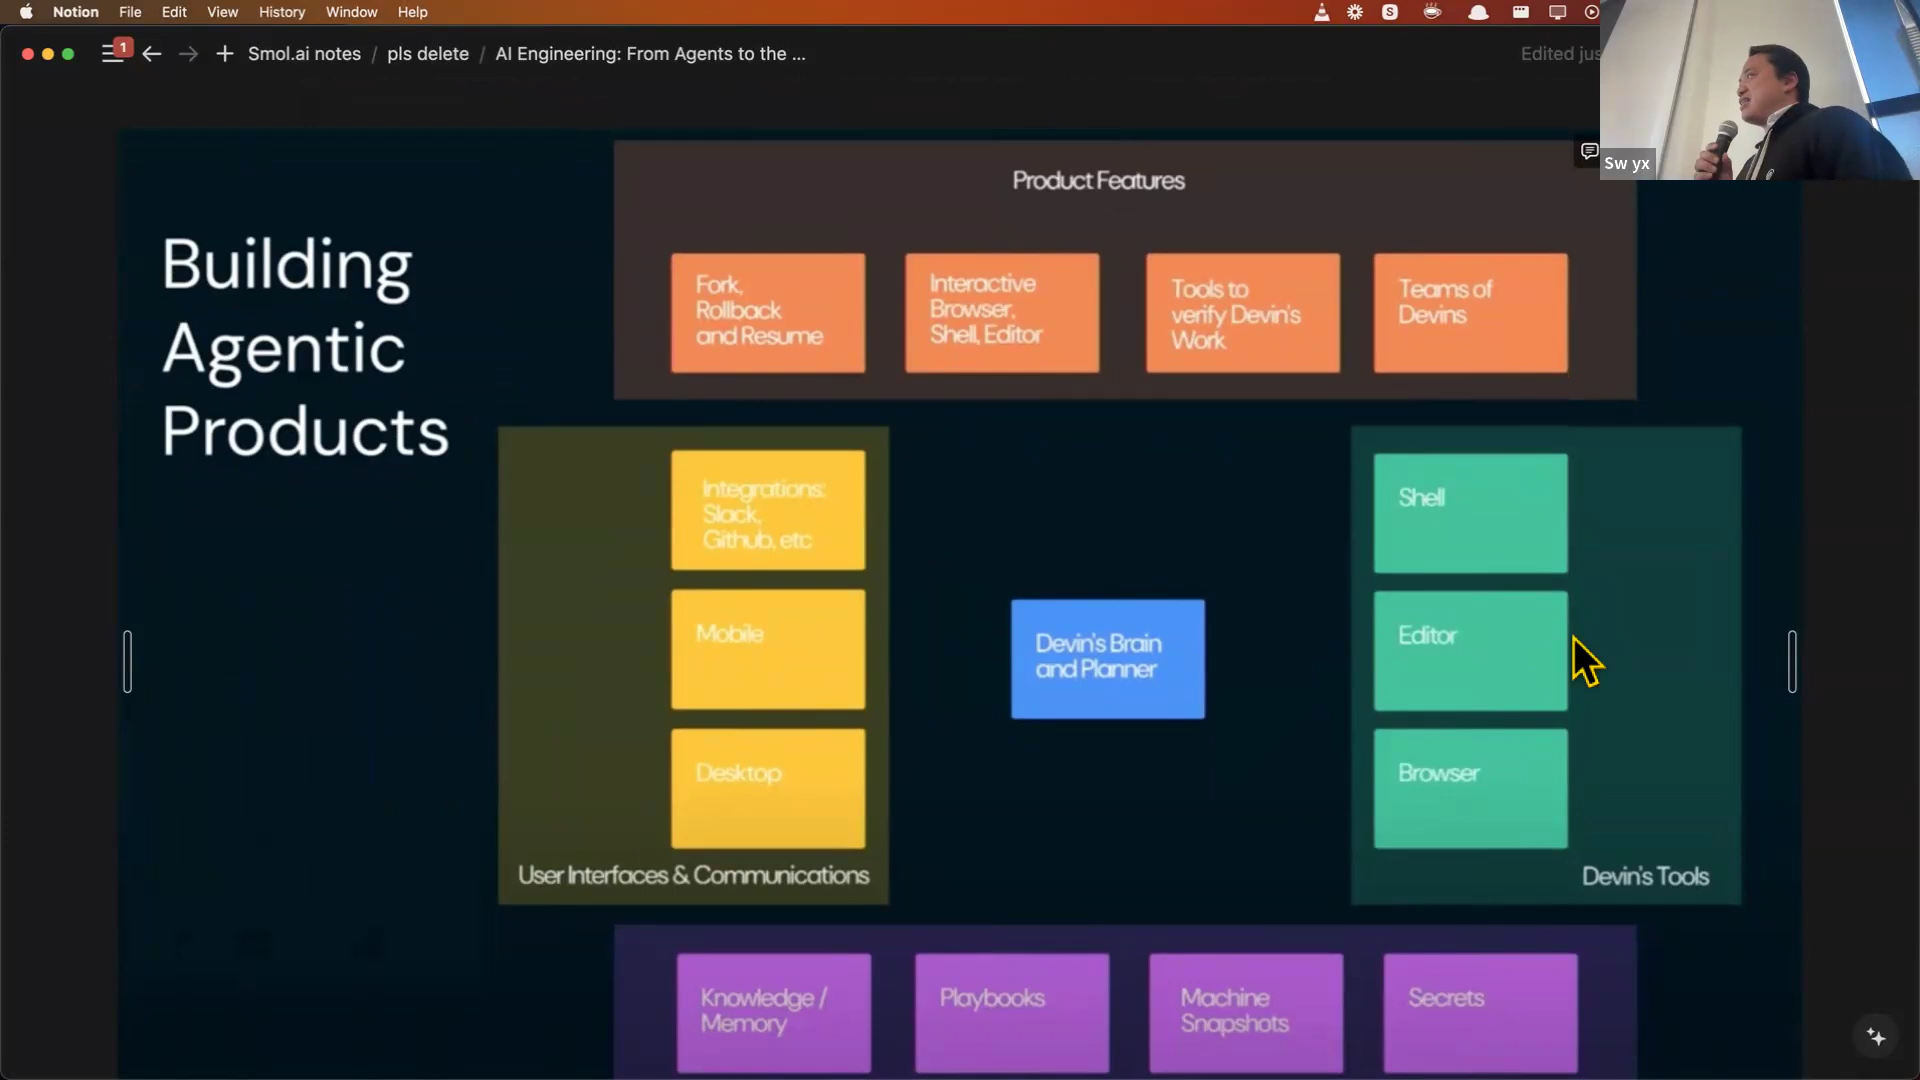 Notion File Edit View History Window Help
1
Smol.ai notes / pls delete / AI Engineering: From Agents to the ...
Edited jus
Sw yx
Building
Agentic
Products
Product Features
Fork,
Rollback
and Resume
Interactive
Browser,
Shell, Editor
Tools to
verify Devin's
Work
Teams of
Devins
Integrations:
Slack,
Github, etc
Mobile
Desktop
User Interfaces & Communications
Devin's Brain
and Planner
Shell
Editor
Browser
Devin's Tools
Knowledge /
Memory
Playbooks
Machine
Snapshots
Secrets